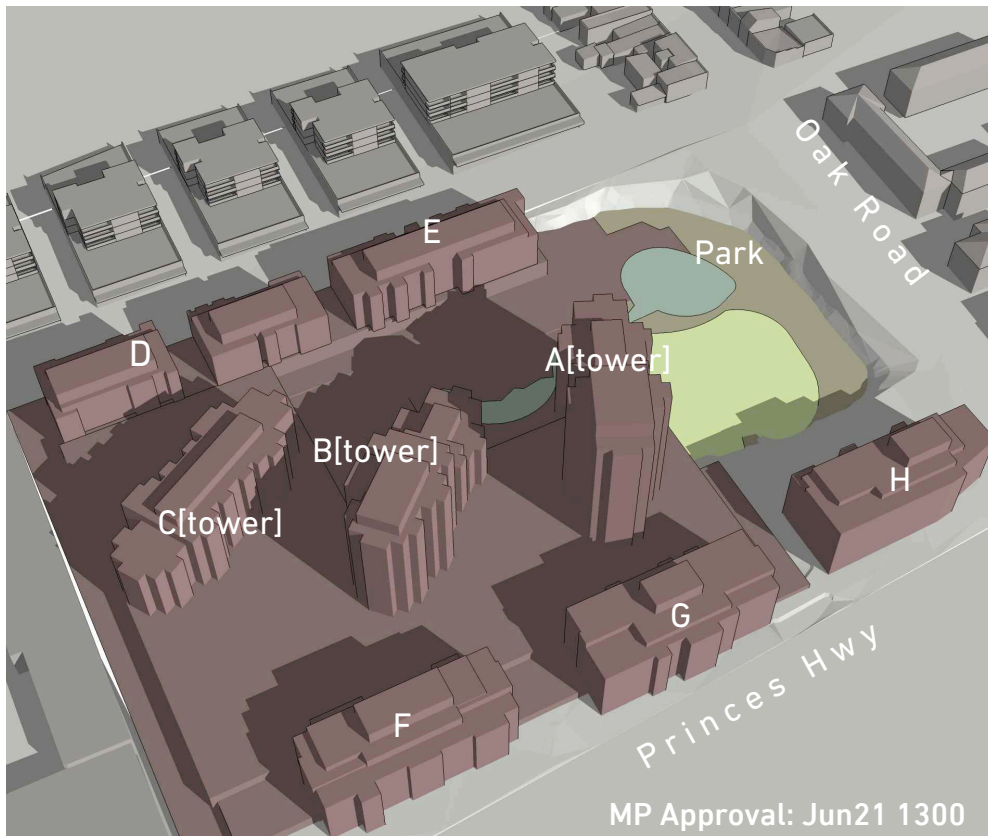 Oak Road
E
Park
D
A[tower]
B[tower]
H
C[tower]
G
F
Princes Hwy
MP Approval: Jun21 1300